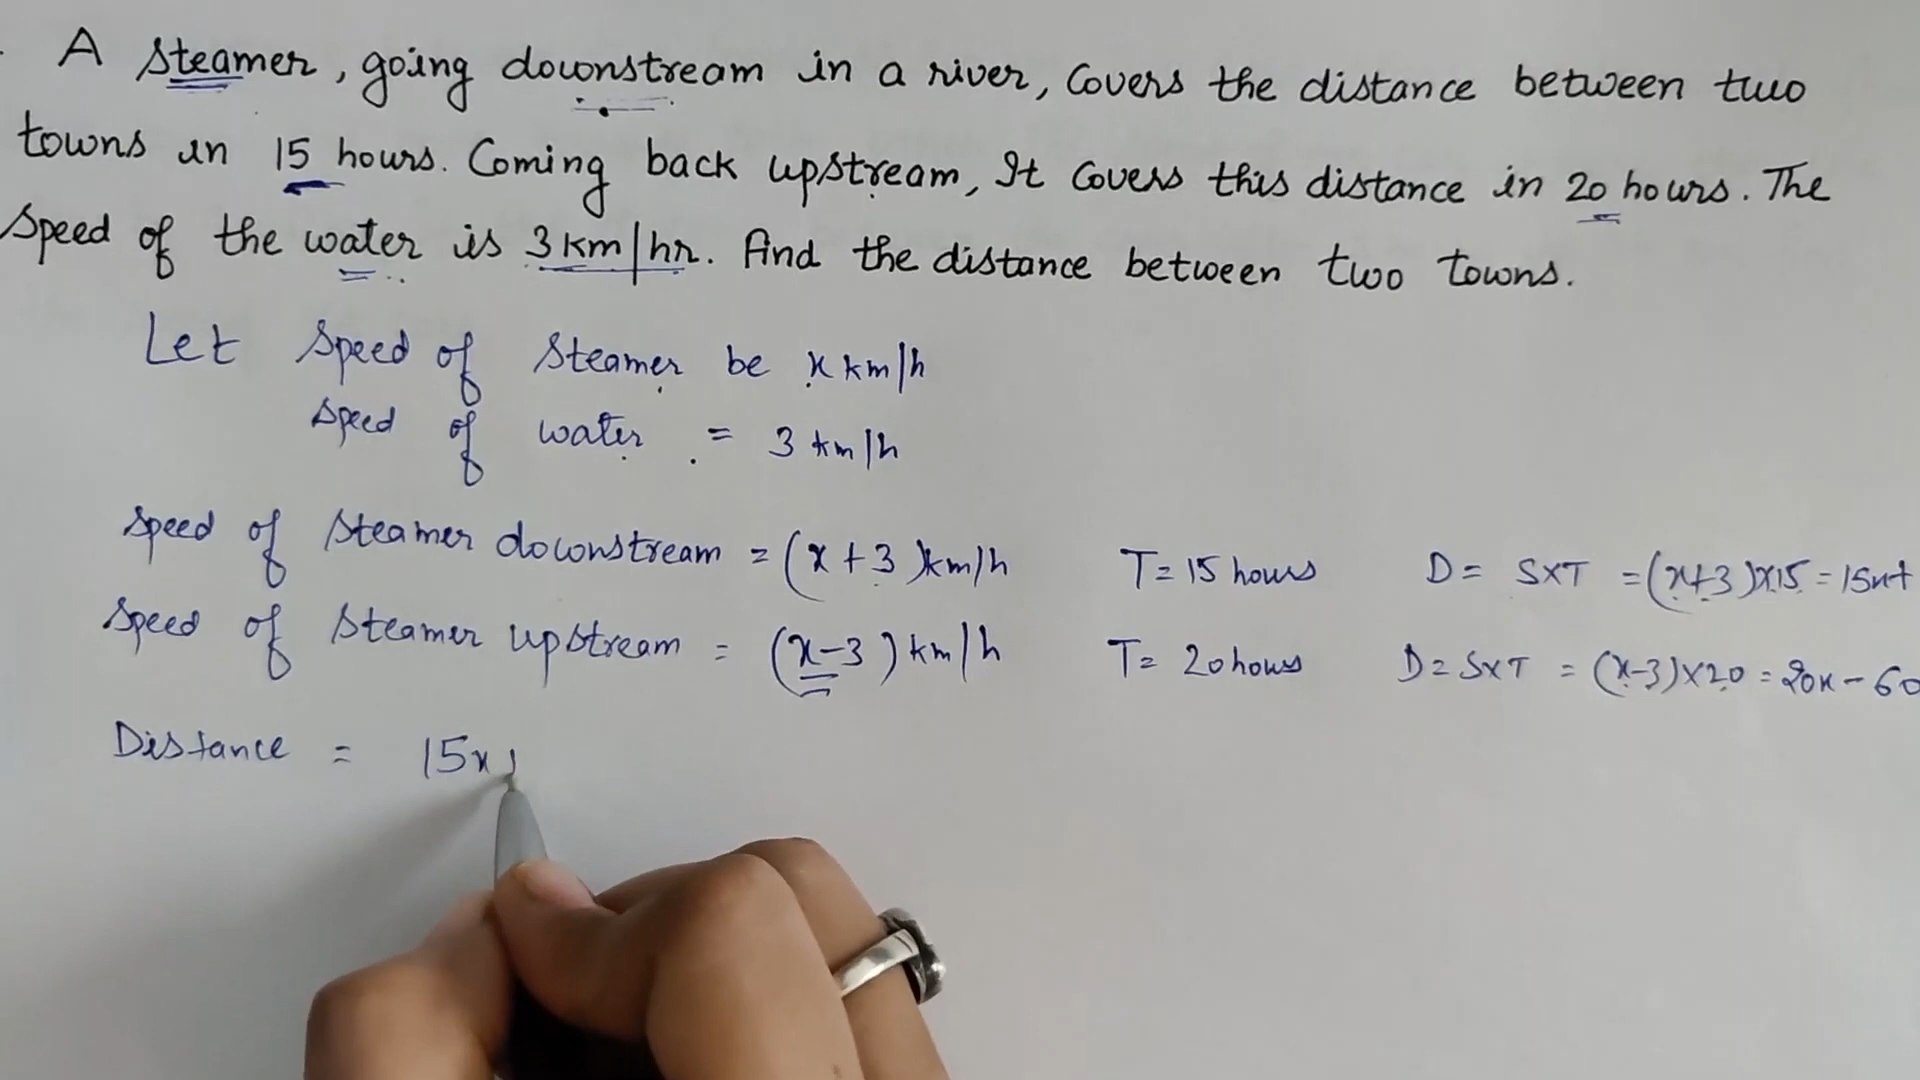 A steamer, going downstream in a river, Covers the distance between two
towns in 15 hours. Coming back upstream, It Covers this distance in 20 hours. The
Speed of the water is 3km/hr. Find the distance between two towns.
Let Speed of Steamer be x km/h
Speed of water = 3 km/h
Speed of Steamer downstream = (x+3)km/h T= 15 hours D= S×T =(x+3)×15 = 15x+
Speed of Steamer upstream = (x-3) km/h T= 20 hours D= S×T = (x-3)×20 = 20x - 60
Distance = 15x